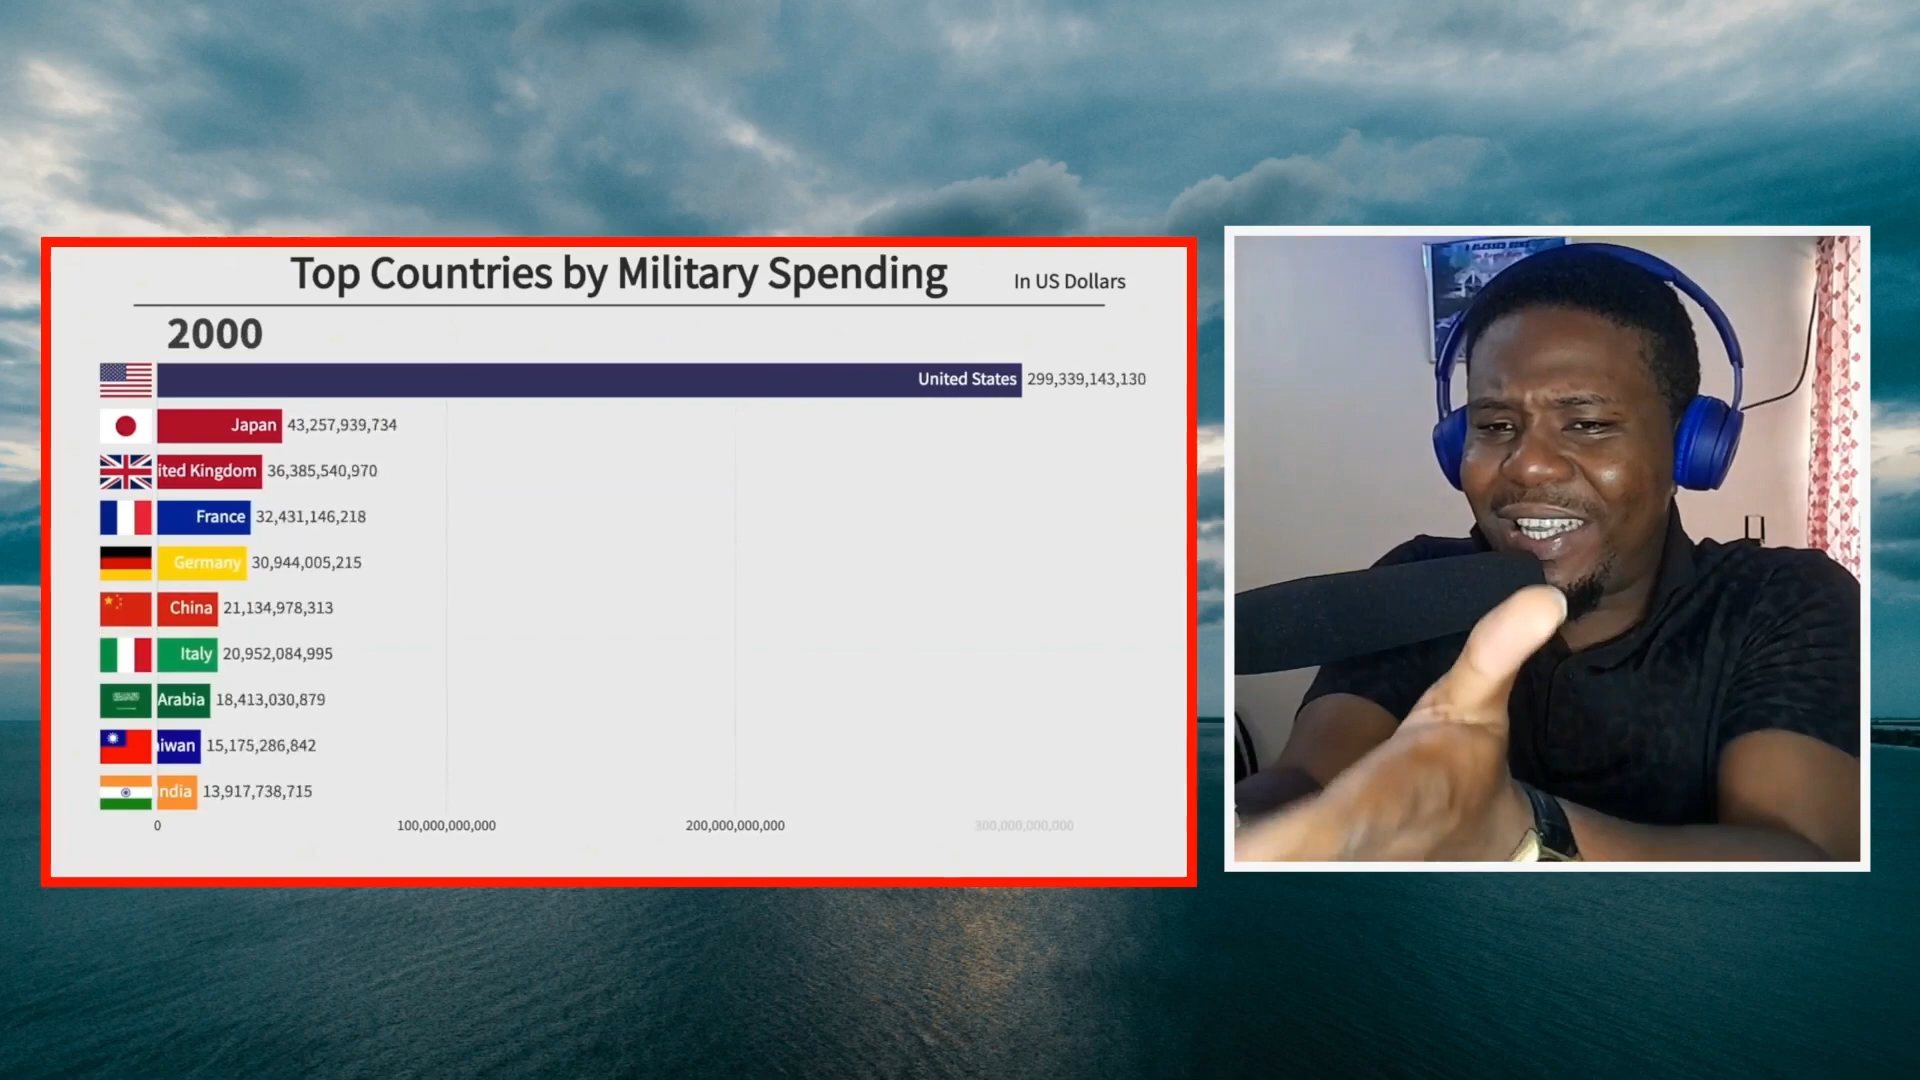 Top Countries by Military Spending
In US Dollars
2000
United States 299,339,143,130
Japan 43,257,939,734
ited Kingdom 36,385,540,970
France 32,431,146,218
Germany 30,944,005,215
China 21,134,978,313
Italy 20,952,084,995
Arabia 18,413,030,879
iwan 15,175,286,842
ndia 13,917,738,715
0 100,000,000,000 200,000,000,000 300,000,000,000